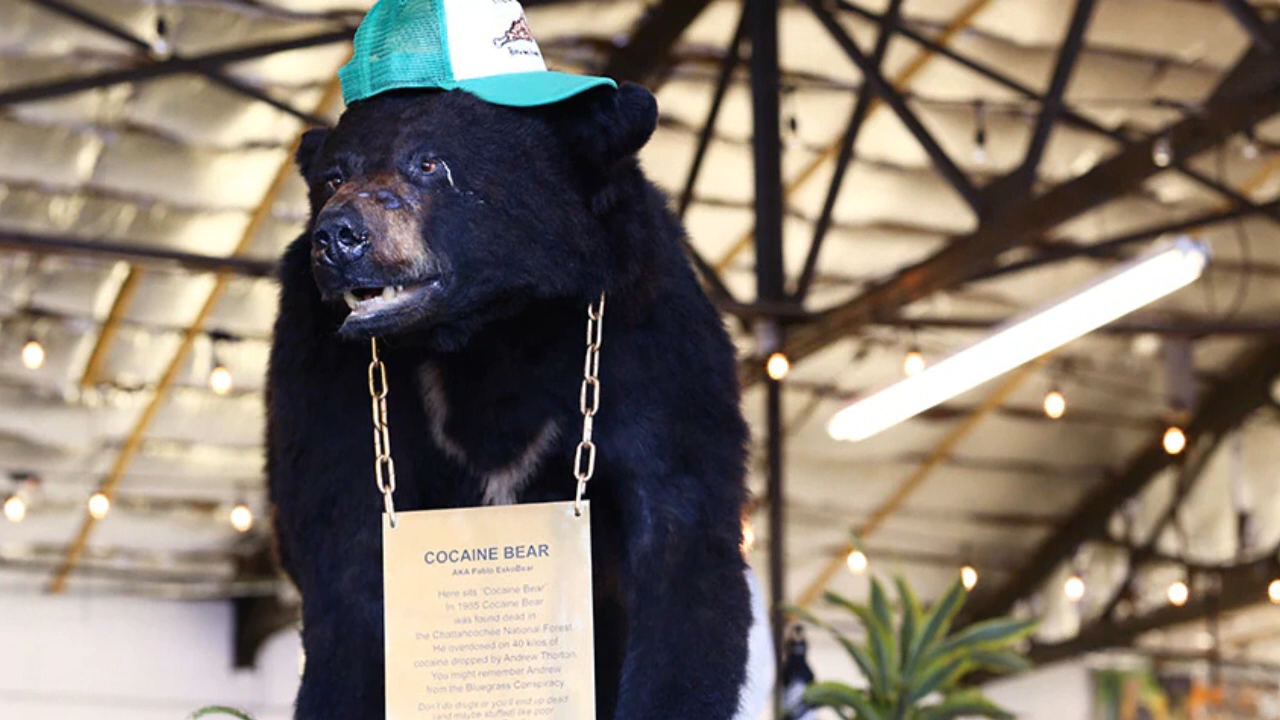 COCAINE BEAR
AKA Pablo EskoBear
Here sits "Cocaine Bear"
In 1985 Cocaine Bear
was found dead in
the Chattahoochee National Forest.
He overdosed on 40 kilos of
cocaine dropped by Andrew Thorton.
You might remember Andrew
from the Bluegrass Conspiracy.
Don't do drugs or you'll end up dead
(and maybe stuffed) like poor